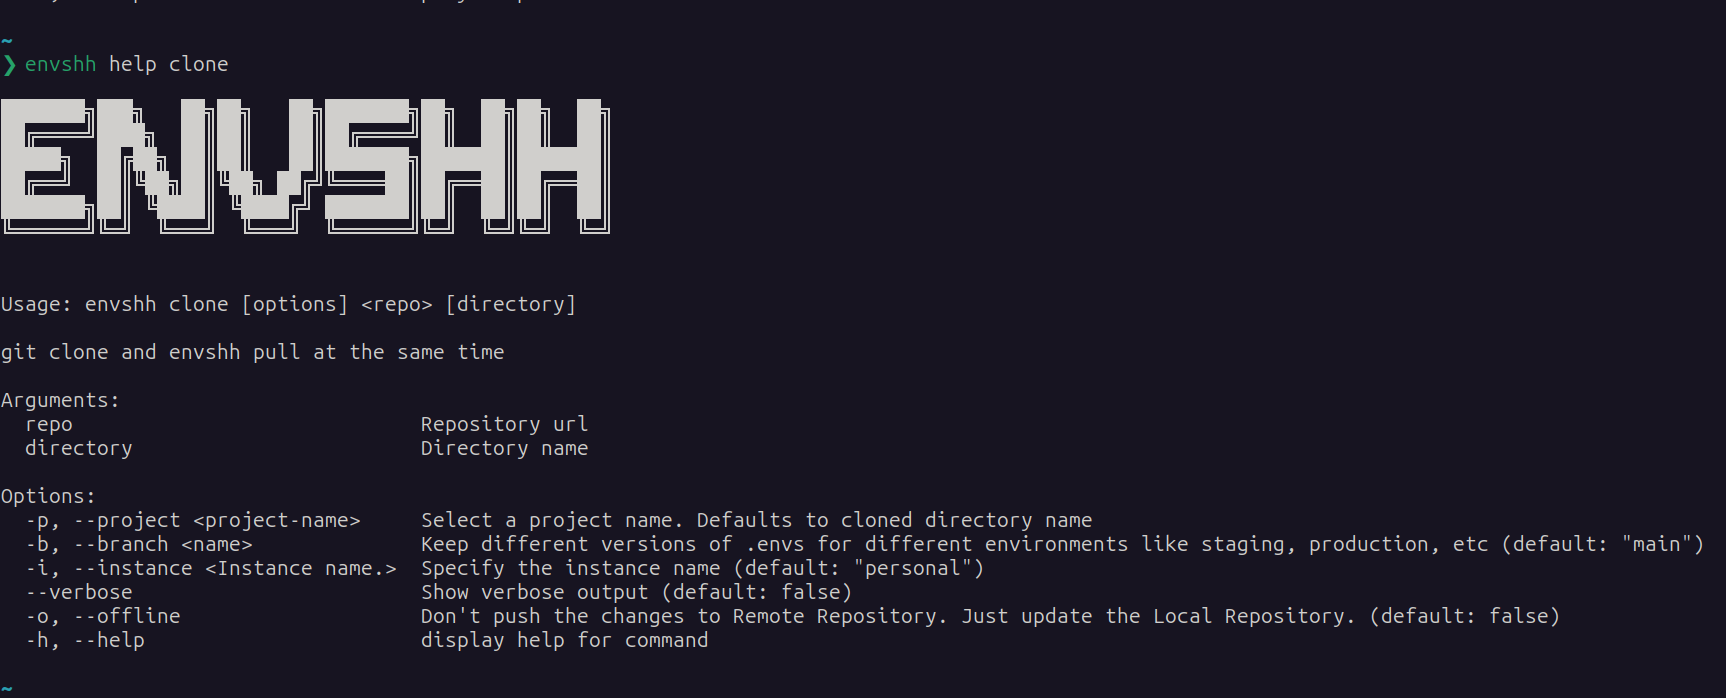 ~
❯ envshh help clone
ENVSHH
Usage: envshh clone [options] <repo> [directory]
git clone and envshh pull at the same time
Arguments:
  repo                             Repository url
  directory                        Directory name
Options:
  -p, --project <project-name>     Select a project name. Defaults to cloned directory name
  -b, --branch <name>              Keep different versions of .envs for different environments like staging, production, etc (default: "main")
  -i, --instance <Instance name.>  Specify the instance name (default: "personal")
  --verbose                        Show verbose output (default: false)
  -o, --offline                    Don't push the changes to Remote Repository. Just update the Local Repository. (default: false)
  -h, --help                       display help for command
~